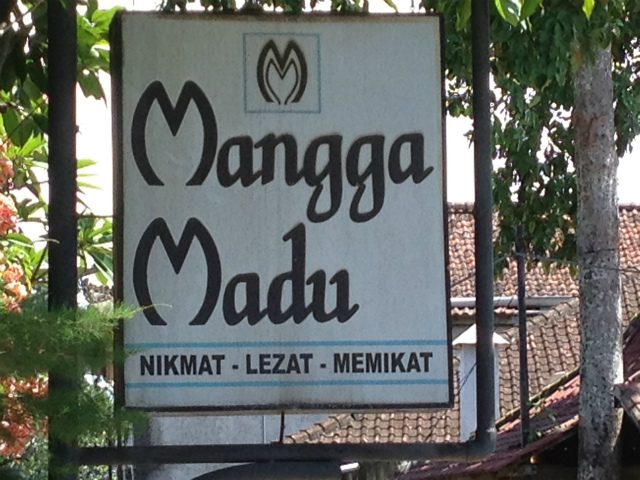 M
Mangga
Madu
NIKMAT - LEZAT - MEMIKAT